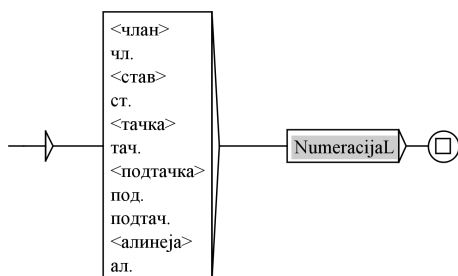 <члан>
чл.
<став>
ст.
<тачка>
тач.
<подтачка>
под.
подтач.
<алинеја>
ал.
NumeracijaL